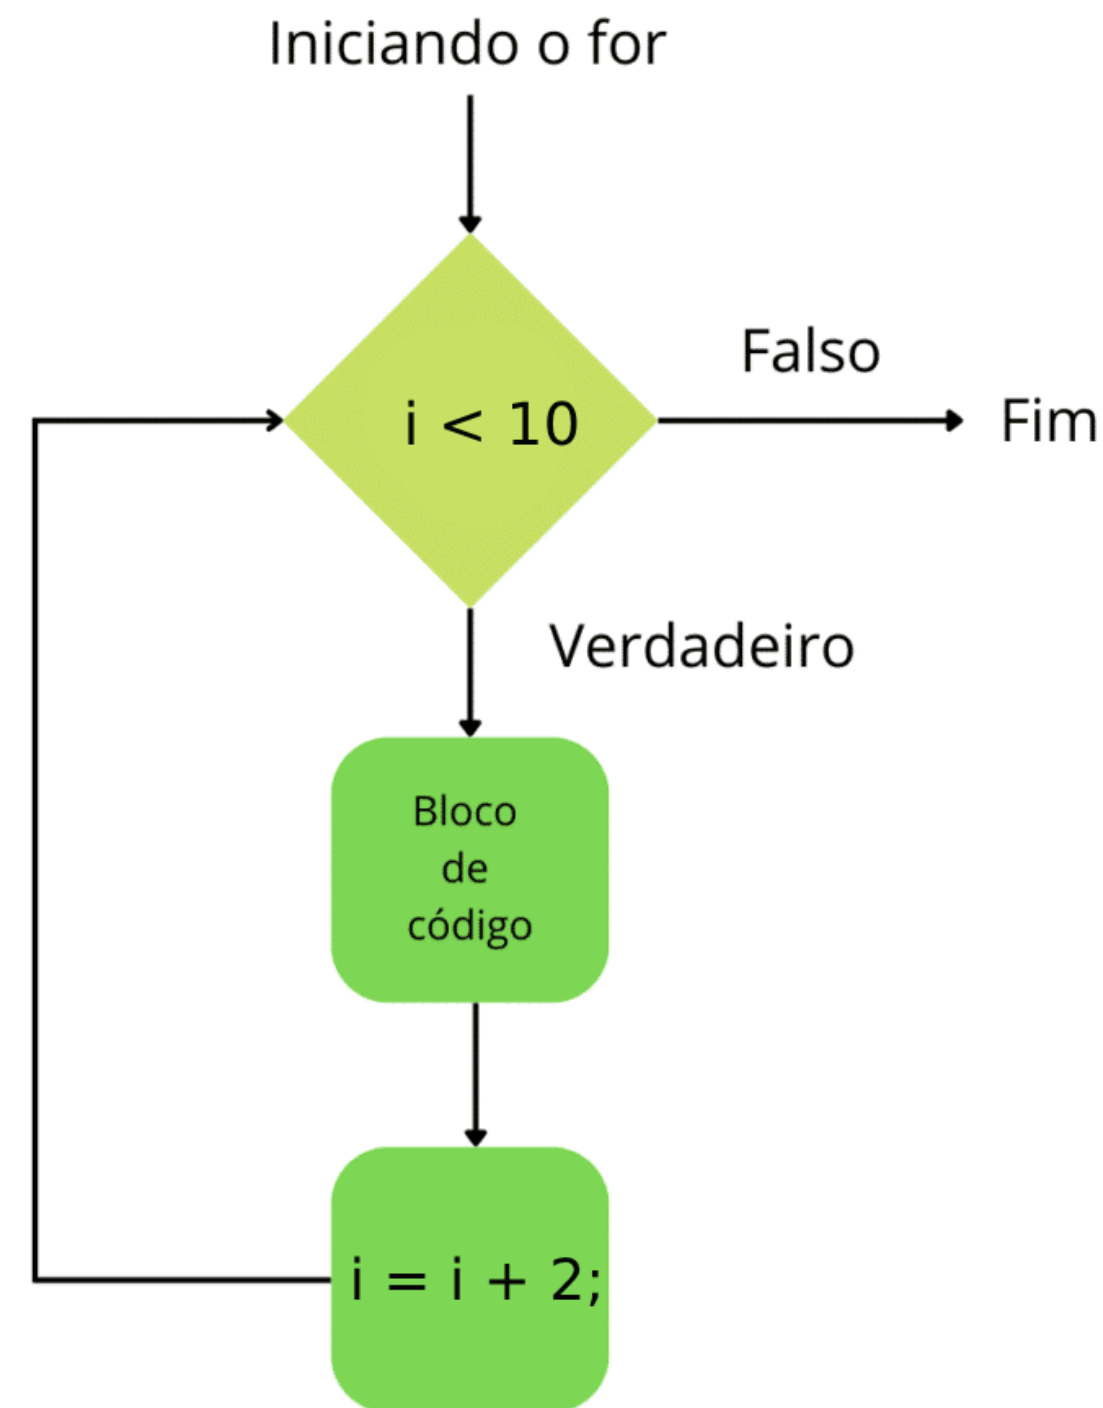 Iniciando o for
i < 10
Falso
Fim
Verdadeiro
Bloco
de
código
i = i + 2;